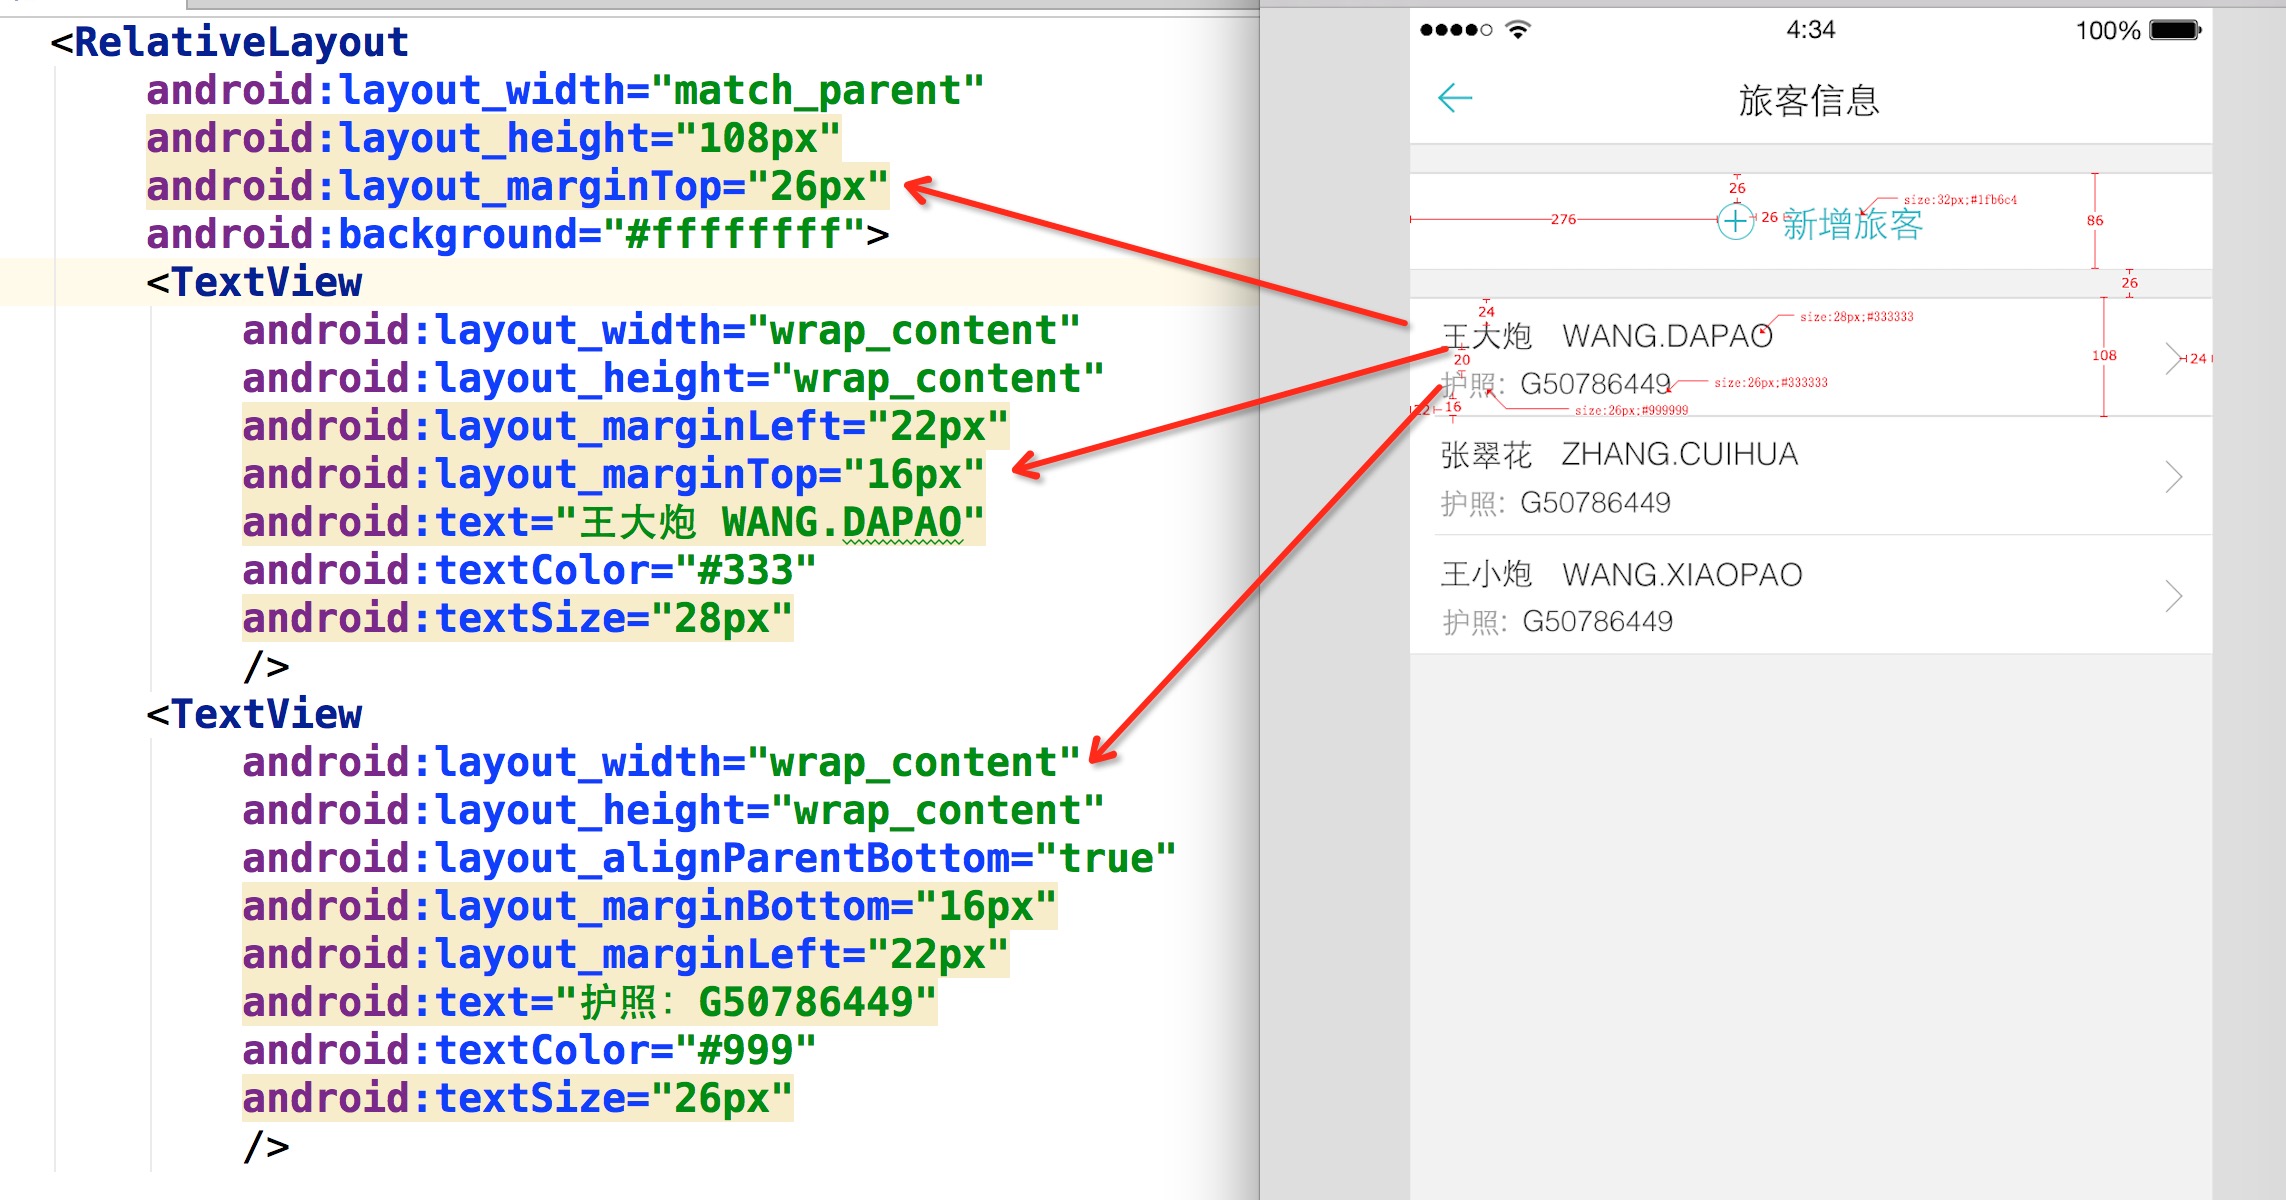 <RelativeLayout
android:layout_width="match_parent"
android:layout_height="108px"
android:layout_marginTop="26px"
android:background="#ffffffff">
<TextView
android:layout_width="wrap_content"
android:layout_height="wrap_content"
android:layout_marginLeft="22px"
android:layout_marginTop="16px"
android:text="王大炮 WANG.DAPAO"
android:textColor="#333"
android:textSize="28px"
/>
<TextView
android:layout_width="wrap_content"
android:layout_height="wrap_content"
android:layout_alignParentBottom="true"
android:layout_marginBottom="16px"
android:layout_marginLeft="22px"
android:text="护照: G50786449"
android:textColor="#999"
android:textSize="26px"
/>
4:34 100%
旅客信息
26
size:32px;#1fb6c4
276 26 新增旅客 86
26
24
size:28px;#333333
王大炮 WANG.DAPAO
20 108 24
护照: G50786449 size:26px;#333333
22 16 size:26px;#999999
张翠花 ZHANG.CUIHUA
护照: G50786449
王小炮 WANG.XIAOPAO
护照: G50786449